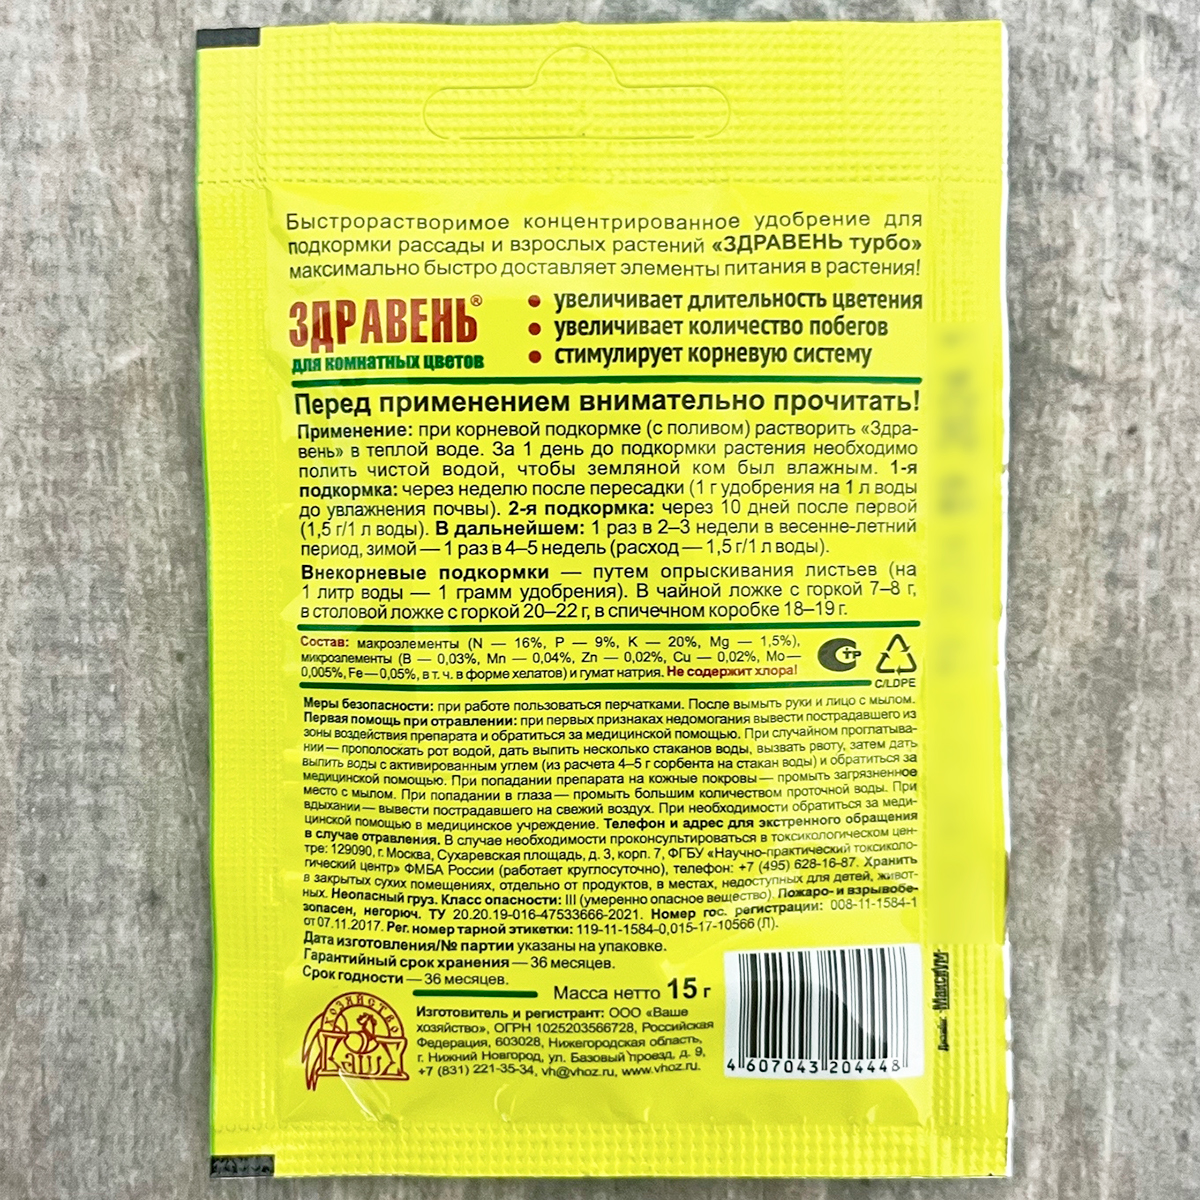 Быстрорастворимое концентрированное удобрение для
подкормки рассады и взрослых растений «ЗДРАВЕНЬ турбо»
максимально быстро доставляет элементы питания в растения!
ЗДРАВЕНЬ®
для комнатных цветов
• увеличивает длительность цветения
• увеличивает количество побегов
• стимулирует корневую систему
Перед применением внимательно прочитать!
Применение: при корневой подкормке (с поливом) растворить «Здра-
вень» в теплой воде. За 1 день до подкормки растения необходимо
полить чистой водой, чтобы земляной ком был влажным. 1-я
подкормка: через неделю после пересадки (1 г удобрения на 1 л воды
до увлажнения почвы). 2-я подкормка: через 10 дней после первой
(1,5 г/1 л воды). В дальнейшем: 1 раз в 2–3 недели в весенне-летний
период, зимой — 1 раз в 4–5 недель (расход — 1,5 г/1 л воды).
Внекорневые подкормки — путем опрыскивания листьев (на
1 литр воды — 1 грамм удобрения). В чайной ложке с горкой 7–8 г,
в столовой ложке с горкой 20–22 г, в спичечном коробке 18–19 г.
Состав: макроэлементы (N — 16%, P — 9%, K — 20%, Mg — 1,5%),
микроэлементы (B — 0,03%, Mn — 0,04%, Zn — 0,02%, Cu — 0,02%, Mo —
0,005%, Fe — 0,05%, в т. ч. в форме хелатов) и гумат натрия. Не содержит хлора!
ТР
C/LDPE
Меры безопасности: при работе пользоваться перчатками. После вымыть руки и лицо с мылом.
Первая помощь при отравлении: при первых признаках недомогания вывести пострадавшего из
зоны воздействия препарата и обратиться за медицинской помощью. При случайном проглатыва-
нии — прополоскать рот водой, дать выпить несколько стаканов воды, вызвать рвоту, затем дать
выпить воды с активированным углем (из расчета 4–5 г сорбента на стакан воды) и обратиться за
медицинской помощью. При попадании препарата на кожные покровы — промыть загрязненное
место с мылом. При попадании в глаза — промыть большим количеством проточной воды. При
вдыхании — вывести пострадавшего на свежий воздух. При необходимости обратиться за меди-
цинской помощью в медицинское учреждение. Телефон и адрес для экстренного обращения
в случае отравления. В случае необходимости проконсультироваться в токсикологическом цен-
тре: 129090, г. Москва, Сухаревская площадь, д. 3, корп. 7, ФГБУ «Научно-практический токсиколо-
гический центр» ФМБА России (работает круглосуточно), телефон: +7 (495) 628-16-87. Хранить
в закрытых сухих помещениях, отдельно от продуктов, в местах, недоступных для детей, живот-
ных. Неопасный груз. Класс опасности: III (умеренно опасное вещество). Пожаро- и взрывобе-
зопасен, негорюч. ТУ 20.20.19-016-47533666-2021. Номер гос. регистрации: 008-11-1584-1
от 07.11.2017. Рег. номер тарной этикетки: 119-11-1584-0,015-17-10566 (Л).
Дата изготовления/№ партии указаны на упаковке.
Гарантийный срок хранения — 36 месяцев.
Срок годности — 36 месяцев.
Масса нетто 15 г
ХОЗЯЙСТВО
ВАШЕ
Изготовитель и регистрант: ООО «Ваше
хозяйство», ОГРН 1025203566728, Российская
Федерация, 603028, Нижегородская область,
г. Нижний Новгород, ул. Базовый проезд, д. 9,
+7 (831) 221-35-34, vh@vhoz.ru, www.vhoz.ru.
4 607043 204448
Дизайн: МаксиУМ